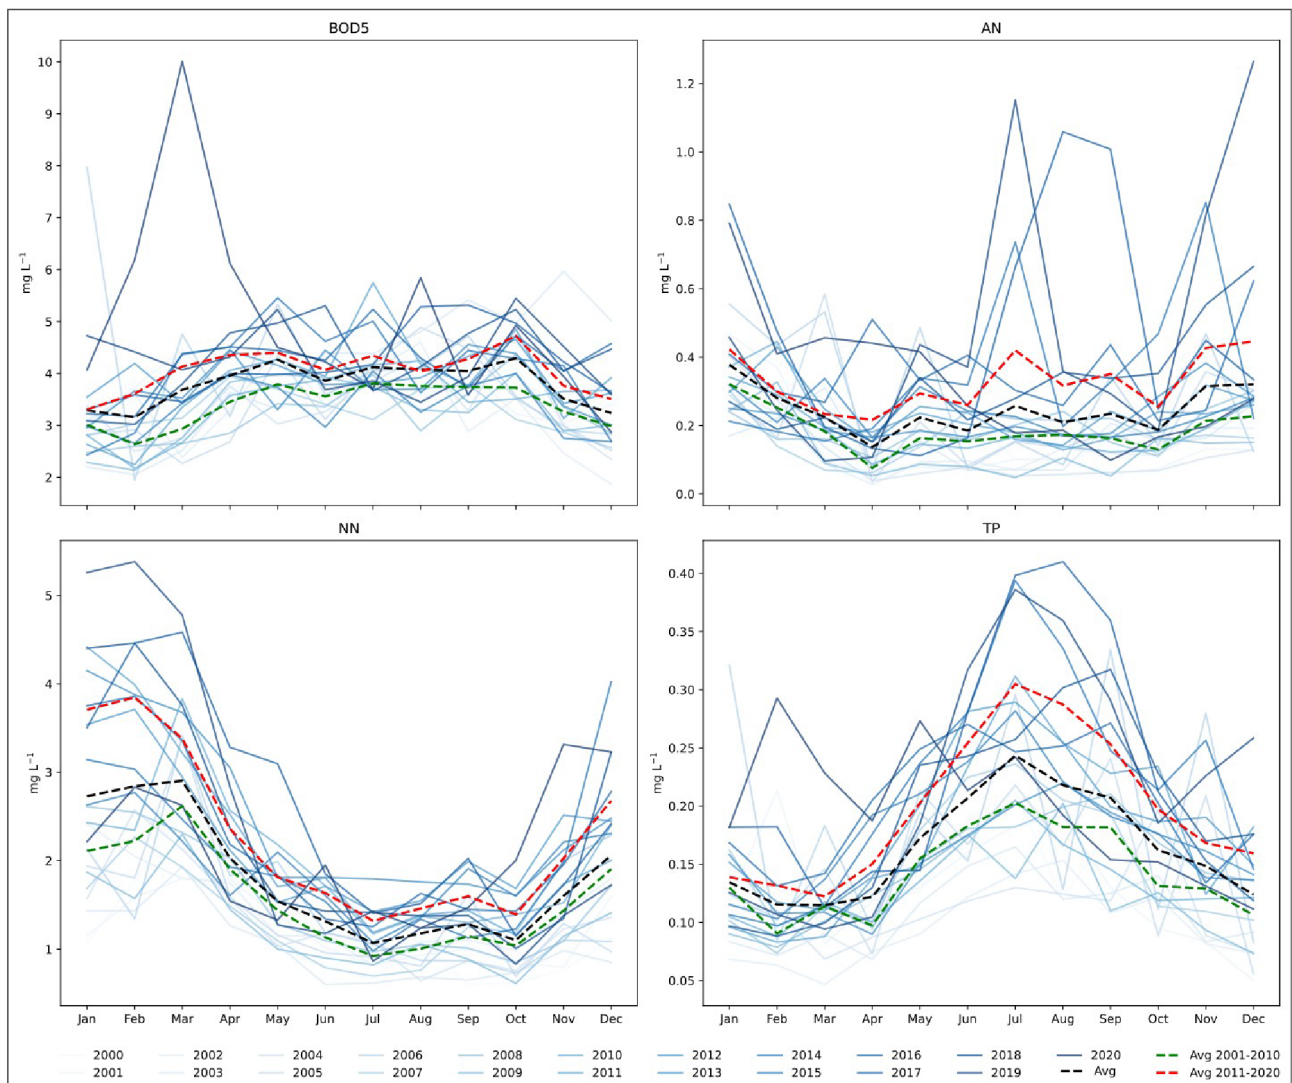 BOD5
AN
10
9
8
7
6
5
4
3
2
mg L⁻¹
1.2
1.0
0.8
0.6
0.4
0.2
0.0
mg L⁻¹
NN
TP
5
4
3
2
1
mg L⁻¹
0.40
0.35
0.30
0.25
0.20
0.15
0.10
0.05
mg L⁻¹
Jan Feb Mar Apr May Jun Jul Aug Sep Oct Nov Dec
Jan Feb Mar Apr May Jun Jul Aug Sep Oct Nov Dec
2000 2002 2004 2006 2008 2010 2012 2014 2016 2018 2020 Avg 2001-2010
2001 2003 2005 2007 2009 2011 2013 2015 2017 2019 Avg Avg 2011-2020